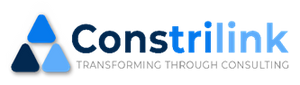 Constrilink
TRANSFORMING THROUGH CONSULTING